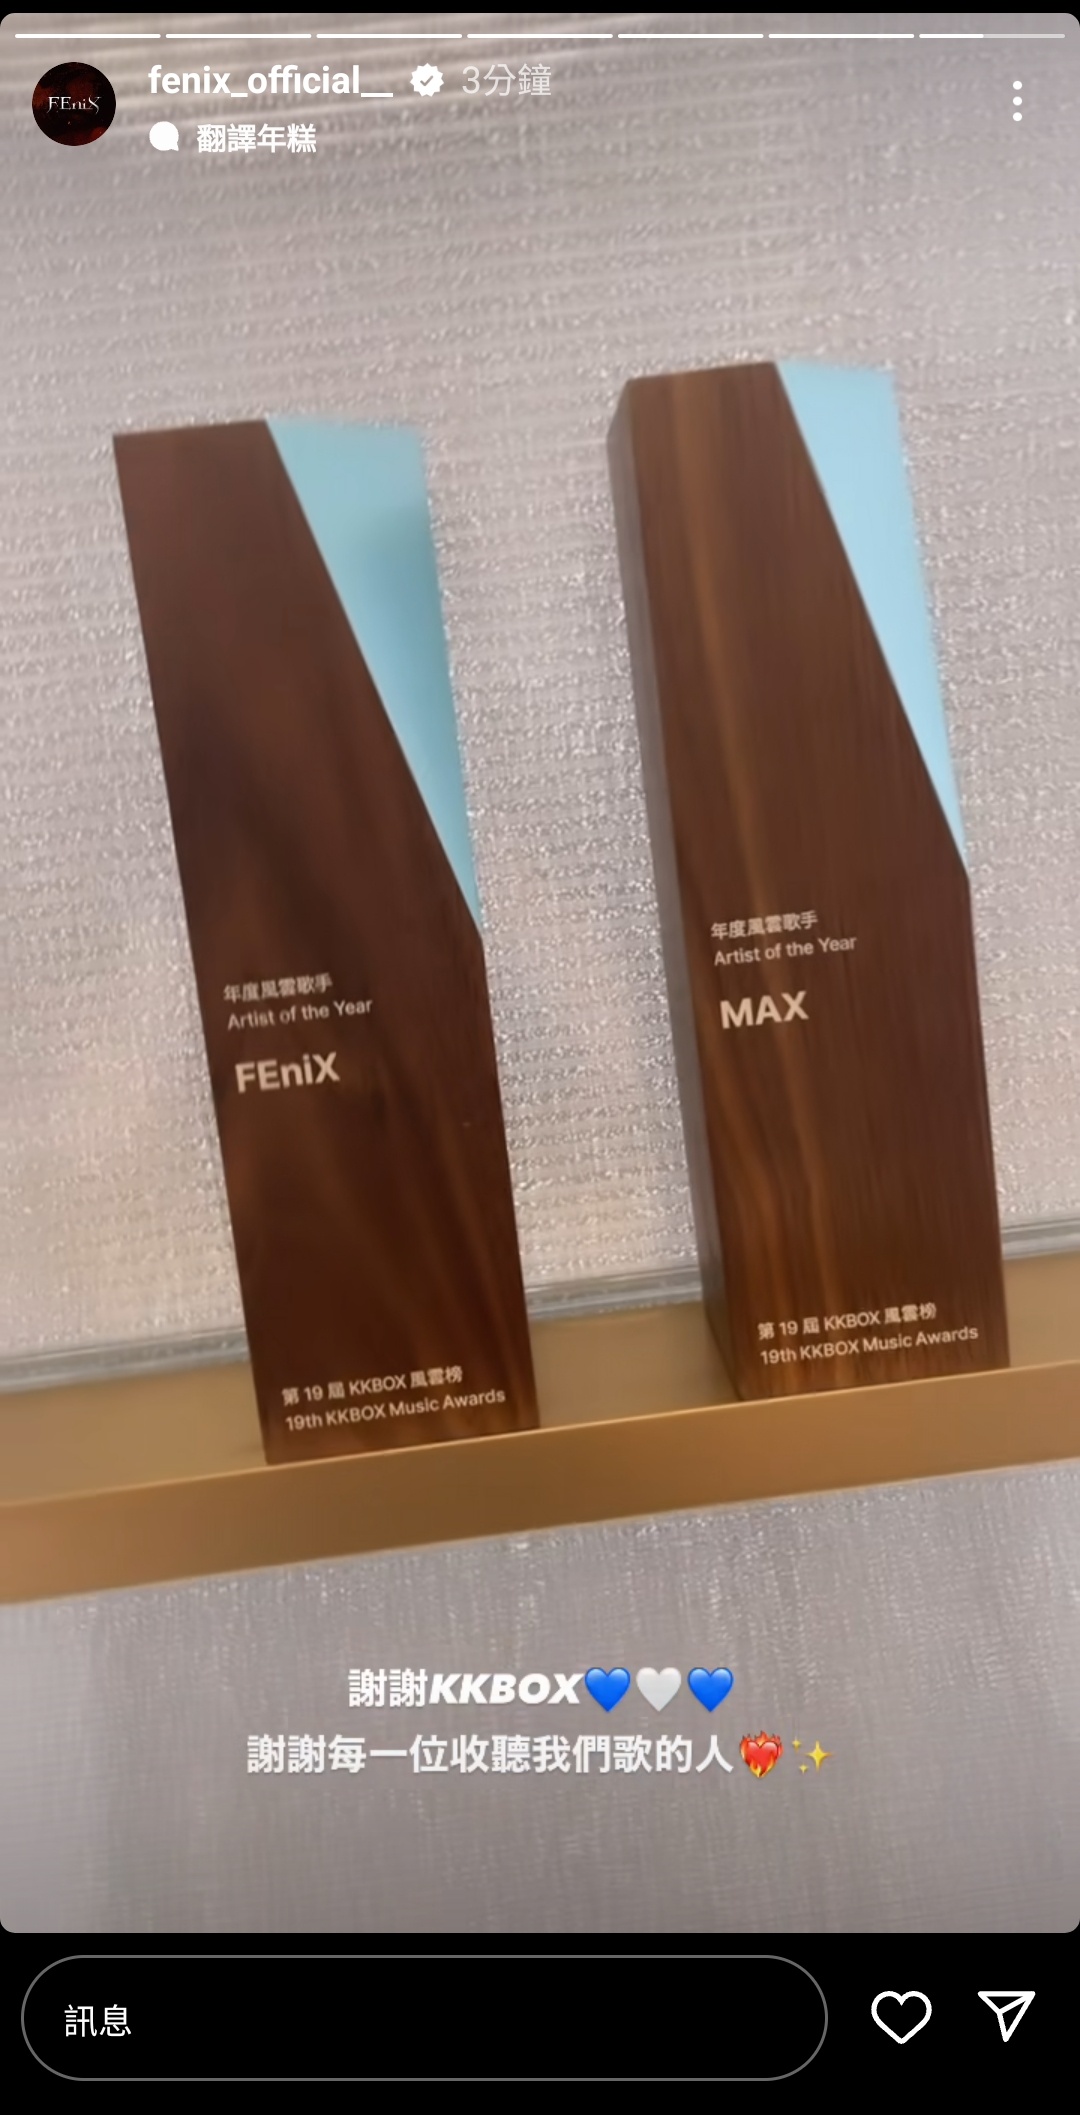 FEniX
fenix_official__ 3分鐘
翻譯年糕
年度風雲歌手
Artist of the Year
FEniX
第 19 屆 KKBOX 風雲榜
19th KKBOX Music Awards
年度風雲歌手
Artist of the Year
MAX
第 19 屆 KKBOX 風雲榜
19th KKBOX Music Awards
謝謝KKBOX💙🤍💙
謝謝每一位收聽我們歌的人❤️‍🔥✨
訊息